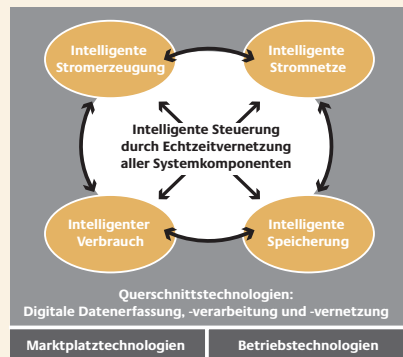 Intelligente
Stromerzeugung
Intelligente
Stromnetze
Intelligente Steuerung
durch Echtzeitvernetzung
aller Systemkomponenten
Intelligenter
Verbrauch
Intelligente
Speicherung
Querschnittstechnologien:
Digitale Datenerfassung, -verarbeitung und -vernetzung
Marktplatztechnologien
Betriebstechnologien